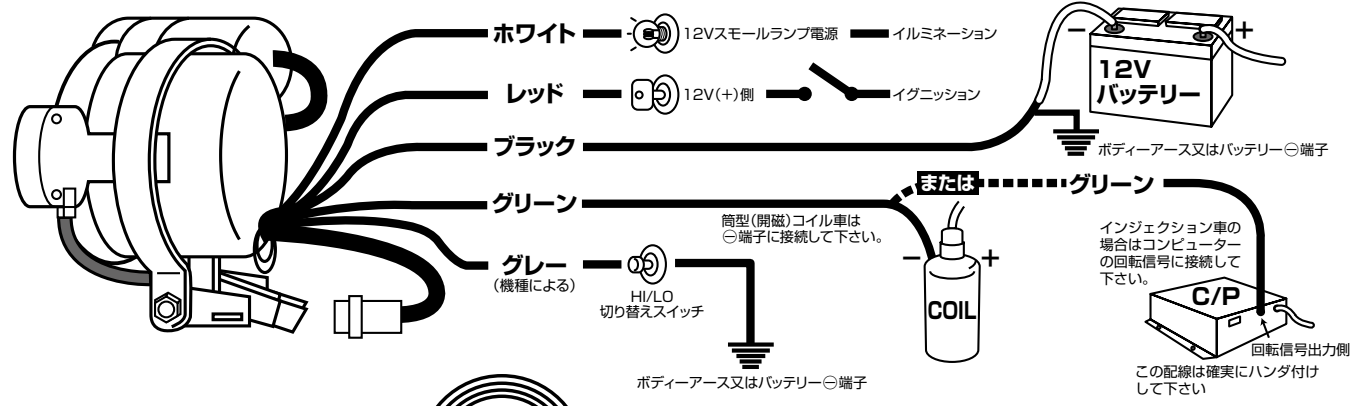 ホワイト
12Vスモールランプ電源
イルミネーション
レッド
12V(+)側
イグニッション
ブラック
− +
12V
バッテリー
ボディーアース又はバッテリー㊀端子
グリーン
または
グリーン
筒型(開磁)コイル車は
㊀端子に接続して下さい。
− +
COIL
インジェクション車の
場合はコンピューター
の回転信号に接続して
下さい。
C/P
回転信号出力側
この配線は確実にハンダ付け
して下さい
グレー
(機種による)
HI/LO
切り替えスイッチ
ボディーアース又はバッテリー㊀端子